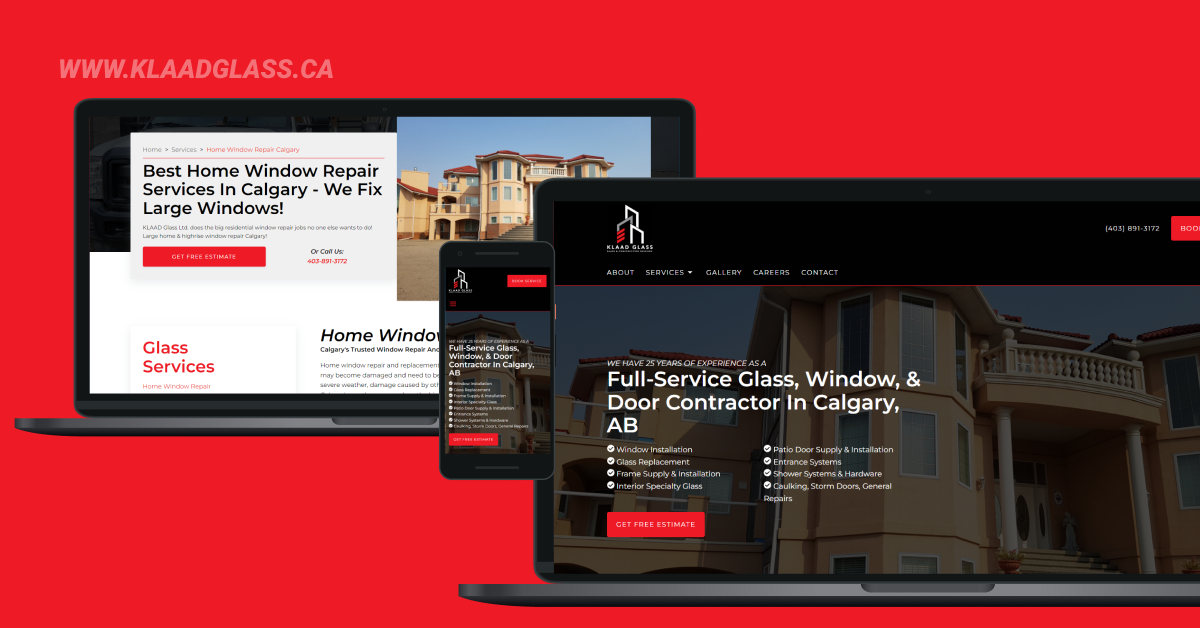 WWW.KLAADGLASS.CA
Home > Services > Home Window Repair Calgary
Best Home Window Repair
Services In Calgary - We Fix
Large Windows!
KLAAD Glass Ltd. does the big residential window repair jobs no one else wants to do!
Large home & highrise window repair Calgary!
GET FREE ESTIMATE
Or Call Us:
403-891-3172
Glass
Services
Home Window Repair
Home Window
Calgary's Trusted Window Repair And
Home window repair and replacement
may become damaged and need to be
severe weather, damage caused by oth
KLAAD GLASS
BOOK SERVICE
WE HAVE 25 YEARS OF EXPERIENCE AS A
Full-Service Glass,
Window, & Door
Contractor In Calgary,
AB
Window Installation
Glass Replacement
Frame Supply & Installation
Interior Specialty Glass
Patio Door Supply & Installation
Entrance Systems
Shower Systems & Hardware
Caulking, Storm Doors, General Repairs
GET FREE ESTIMATE
KLAAD GLASS
(403) 891-3172
BOO
ABOUT SERVICES GALLERY CAREERS CONTACT
WE HAVE 25 YEARS OF EXPERIENCE AS A
Full-Service Glass, Window, &
Door Contractor In Calgary,
AB
Window Installation
Glass Replacement
Frame Supply & Installation
Interior Specialty Glass
Patio Door Supply & Installation
Entrance Systems
Shower Systems & Hardware
Caulking, Storm Doors, General
Repairs
GET FREE ESTIMATE